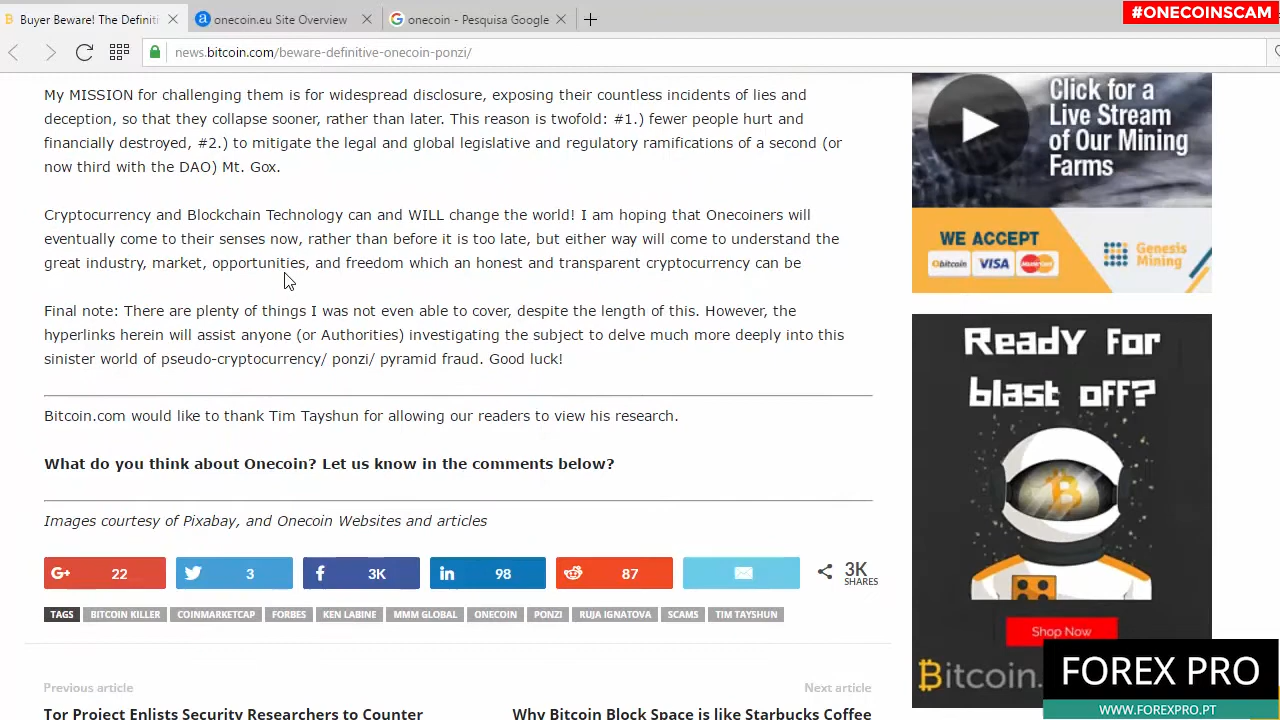 Buyer Beware! The Definiti
onecoin.eu Site Overview
onecoin - Pesquisa Google
#ONECOINSCAM
news.bitcoin.com/beware-definitive-onecoin-ponzi/
My MISSION for challenging them is for widespread exposure, exposing their countless incidents of lies and
deception, so that they collapse sooner, rather than later. This reason is twofold: #1.) fewer people hurt and
financially destroyed, #2.) to mitigate the legal and global legislative and regulatory ramifications of a second (or
now third with the DAO) Mt. Gox.
Cryptocurrency and Blockchain Technology can and WILL change the world! I am hoping that Onecoiners will
eventually come to their senses now, rather than before it is too late, but either way will come to understand the
great industry, market, opportunities, and freedom honest and transparent cryptocurrency can be
Final note: There are plenty of things I was not even able to cover, despite the length of this. However, the
hyperlinks herein will assist anyone (or Authorities) investigating the subject to delve much more deeply into this
sinister world of pseudo-cryptocurrency/ ponzi/ pyramid fraud. Good luck!
Bitcoin.com would like to thank Tim Tayshun for allowing our readers to view his research.
What do you think about Onecoin? Let us know in the comments below?
Images courtesy of Pixabay, and Onecoin Websites and articles
G+ 22
3
f 3K
in 98
87
3K
SHARES
TAGS BITCOIN KILLER COINMARKETCAP FORBES KEN LABINE MMM GLOBAL ONECOIN PONZI RUJA IGNATOVA SCAMS TIM TAYSHUN
Previous article
Next article
Tor Project Enlists Security Researchers to Counter
Why Bitcoin Block Space is like Starbucks Coffee
Click for a
Live Stream
of Our Mining
Farms
WE ACCEPT
bitcoin VISA MasterCard
Genesis
Mining
Ready for
blast off?
Shop Now
Bitcoin.
FOREX PRO
WWW.FOREXPRO.PT